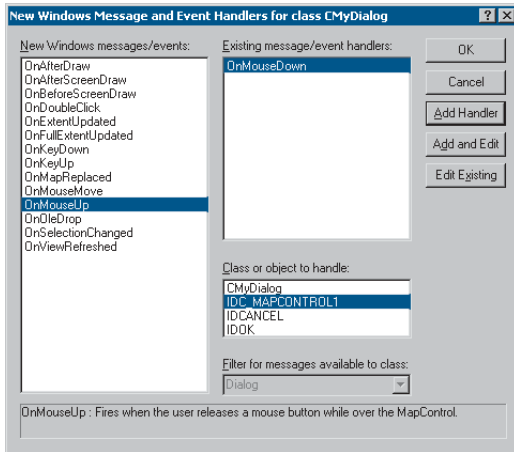 New Windows Message and Event Handlers for class CMyDialog
New Windows messages/events:
OnAfterDraw
OnAfterScreenDraw
OnBeforeScreenDraw
OnDoubleClick
OnExtentUpdated
OnFullExtentUpdated
OnKeyDown
OnKeyUp
OnMapReplaced
OnMouseMove
OnMouseUp
OnOleDrop
OnSelectionChanged
OnViewRefreshed
Existing message/event handlers:
OnMouseDown
Class or object to handle:
CMyDialog
IDC_MAPCONTROL1
IDCANCEL
IDOK
Filter for messages available to class:
Dialog
OK
Cancel
Add Handler
Add and Edit
Edit Existing
OnMouseUp : Fires when the user releases a mouse button while over the MapControl.